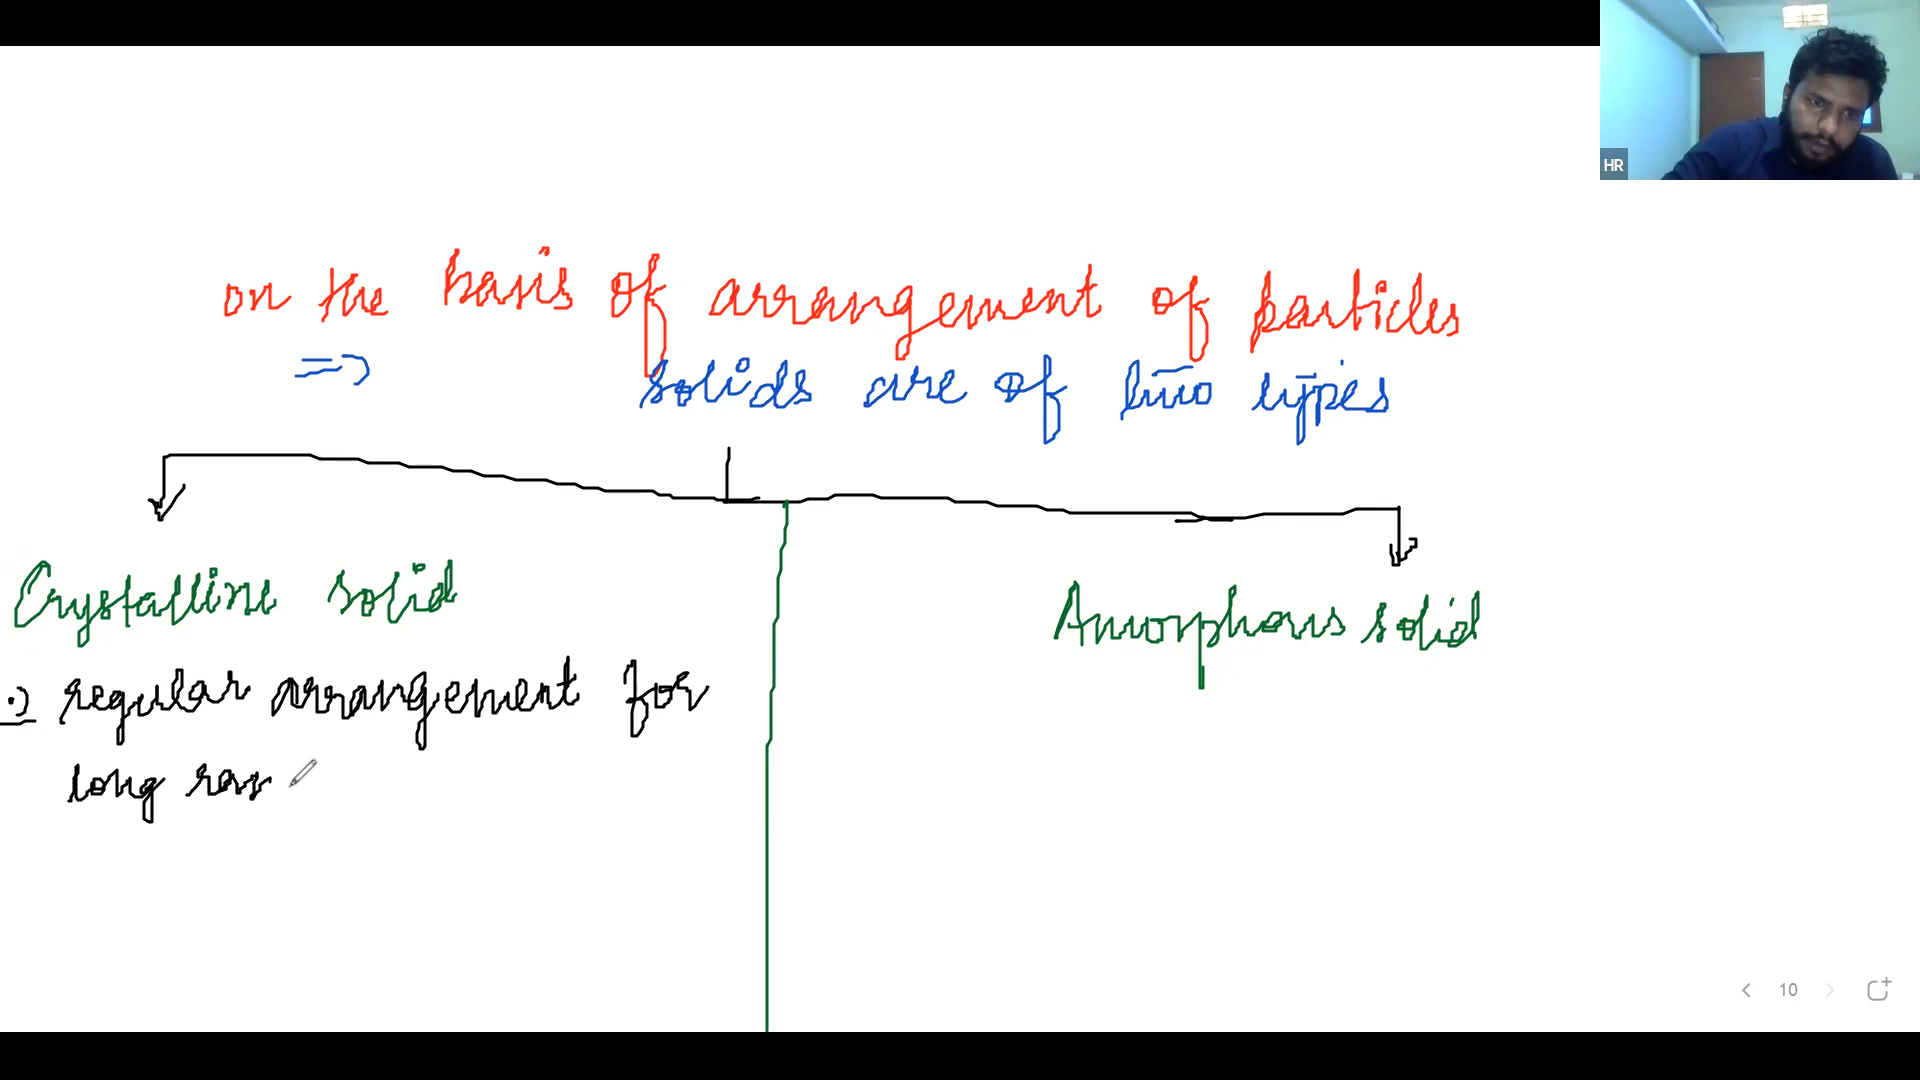 HR
on the basis of arrangement of particles
=> solids are of two types
Crystalline solid
Amorphous solid
regular arrangement for
long ran
10